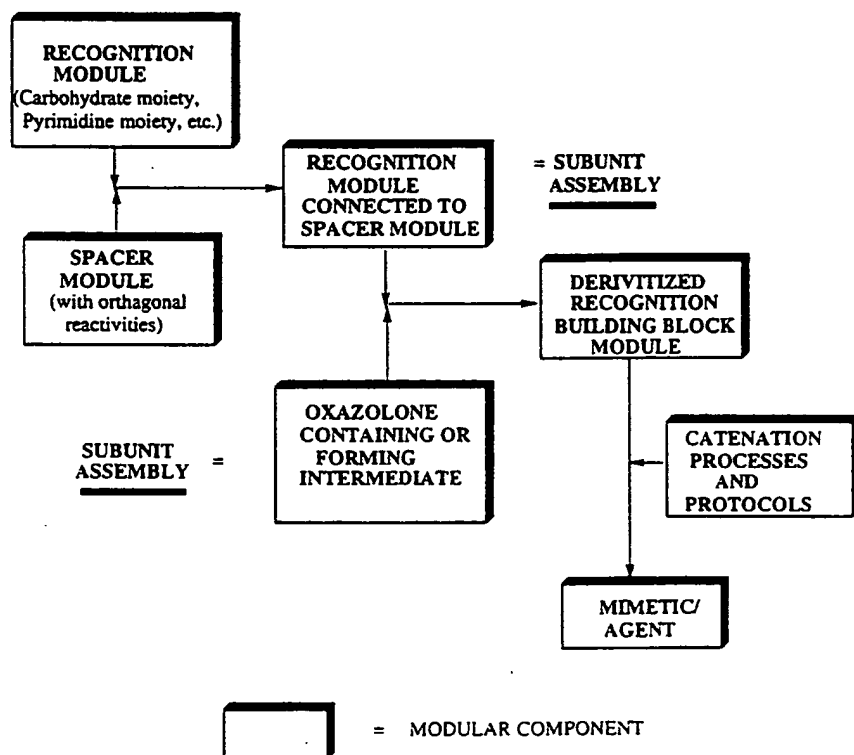 RECOGNITION
MODULE
(Carbohydrate moiety,
Pyrimidine moiety, etc.)
RECOGNITION
MODULE
CONNECTED TO
SPACER MODULE
= SUBUNIT
ASSEMBLY
SPACER
MODULE
(with orthagonal
reactivities)
DERIVITIZED
RECOGNITION
BUILDING BLOCK
MODULE
OXAZOLONE
CONTAINING OR
FORMING
INTERMEDIATE
SUBUNIT
ASSEMBLY =
CATENATION
PROCESSES
AND
PROTOCOLS
MIMETIC/
AGENT
= MODULAR COMPONENT